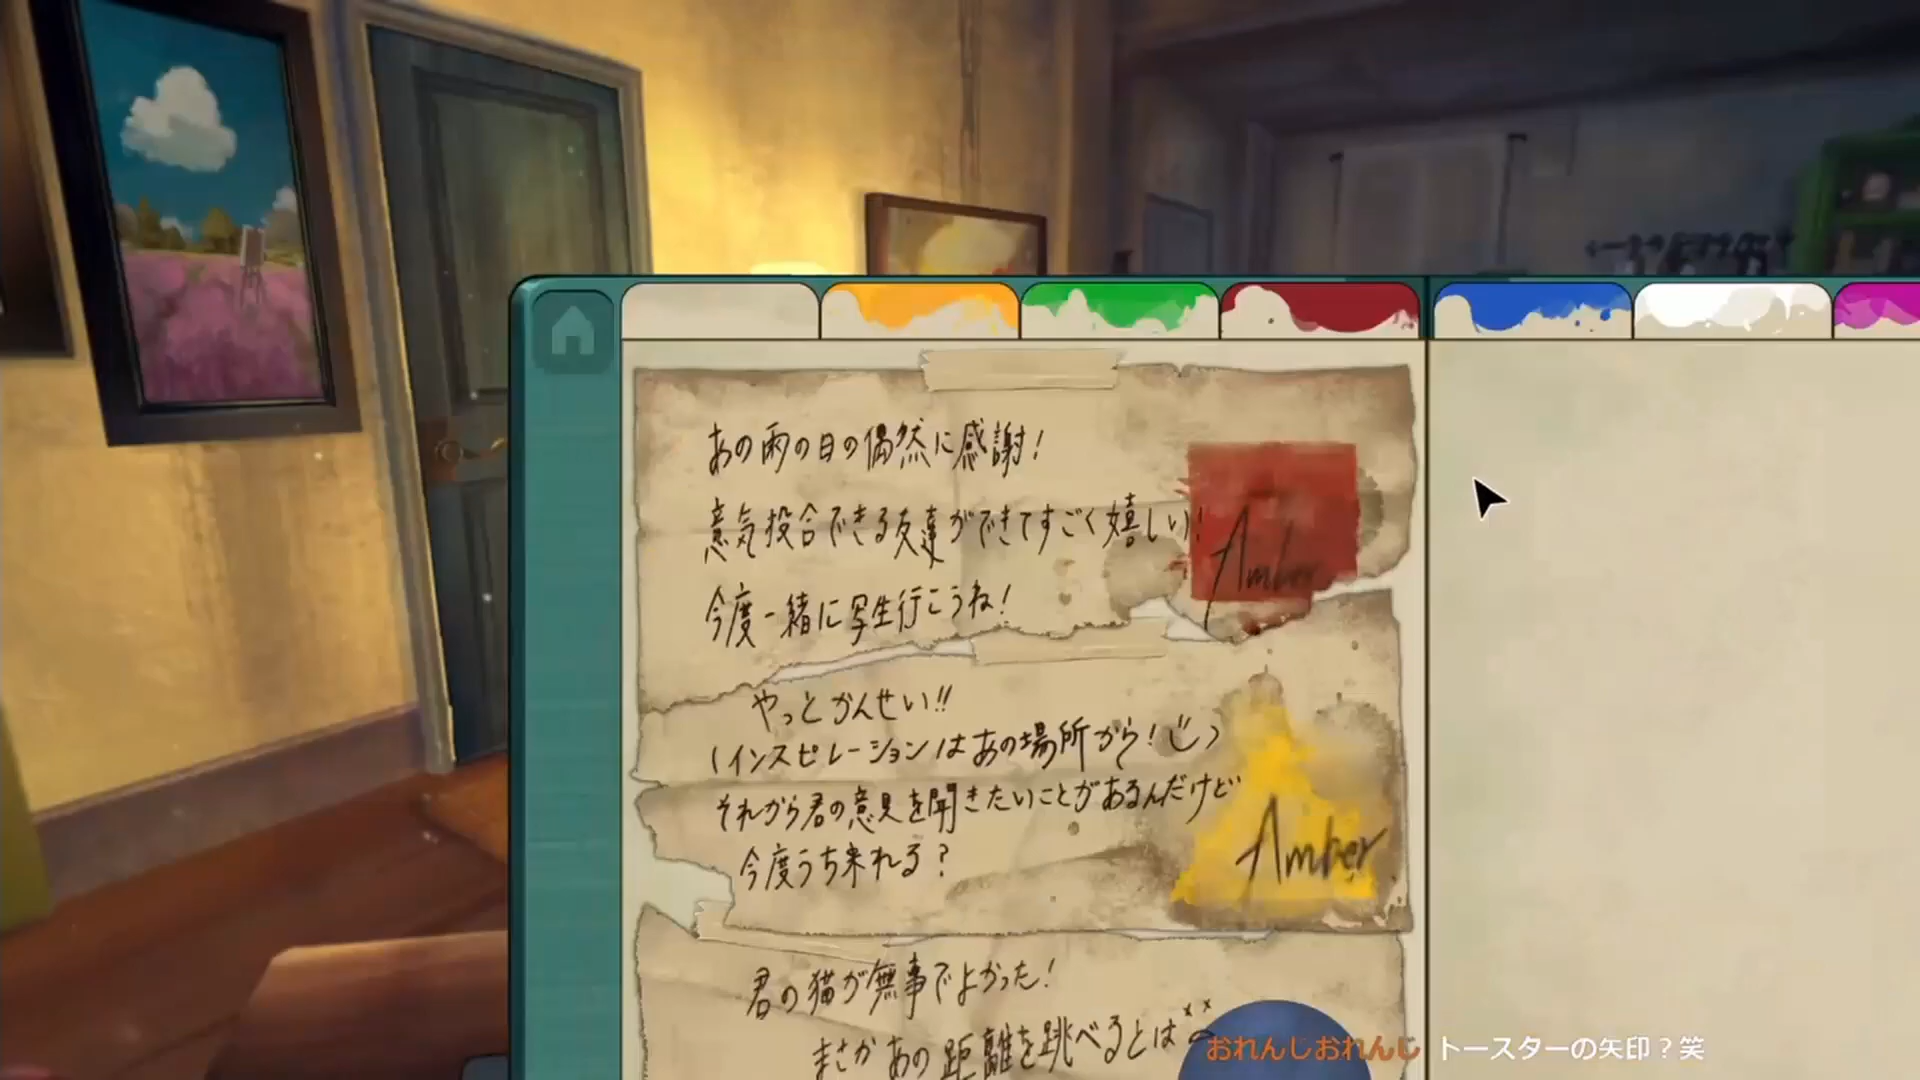 あの雨の日の偶然に感謝!
意気投合できる友達ができてすごく嬉しい!
今度一緒に写生行こうね!
Amber
やっとかんせい!!
(インスピレーションはあの場所から!)
それから君の意見を聞きたいことがあるんだけど
今度うち来れる?
Amber
君の猫が無事でよかった!
まさかあの距離を跳べるとは
おれんじおれんじ トースターの矢印?笑